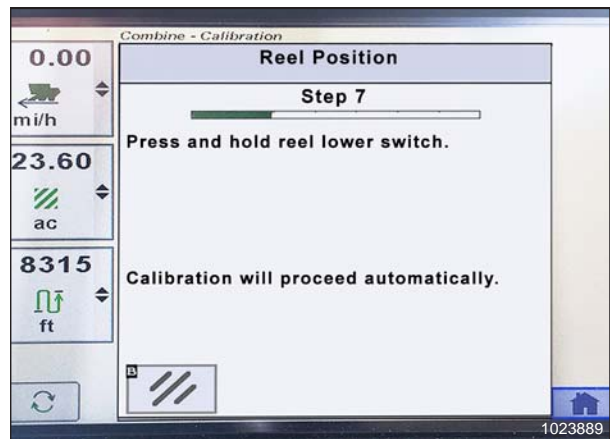 Combine - Calibration
0.00
mi/h
23.60
ac
8315
ft
Reel Position
Step 7
Press and hold reel lower switch.
Calibration will proceed automatically.
B
1023889